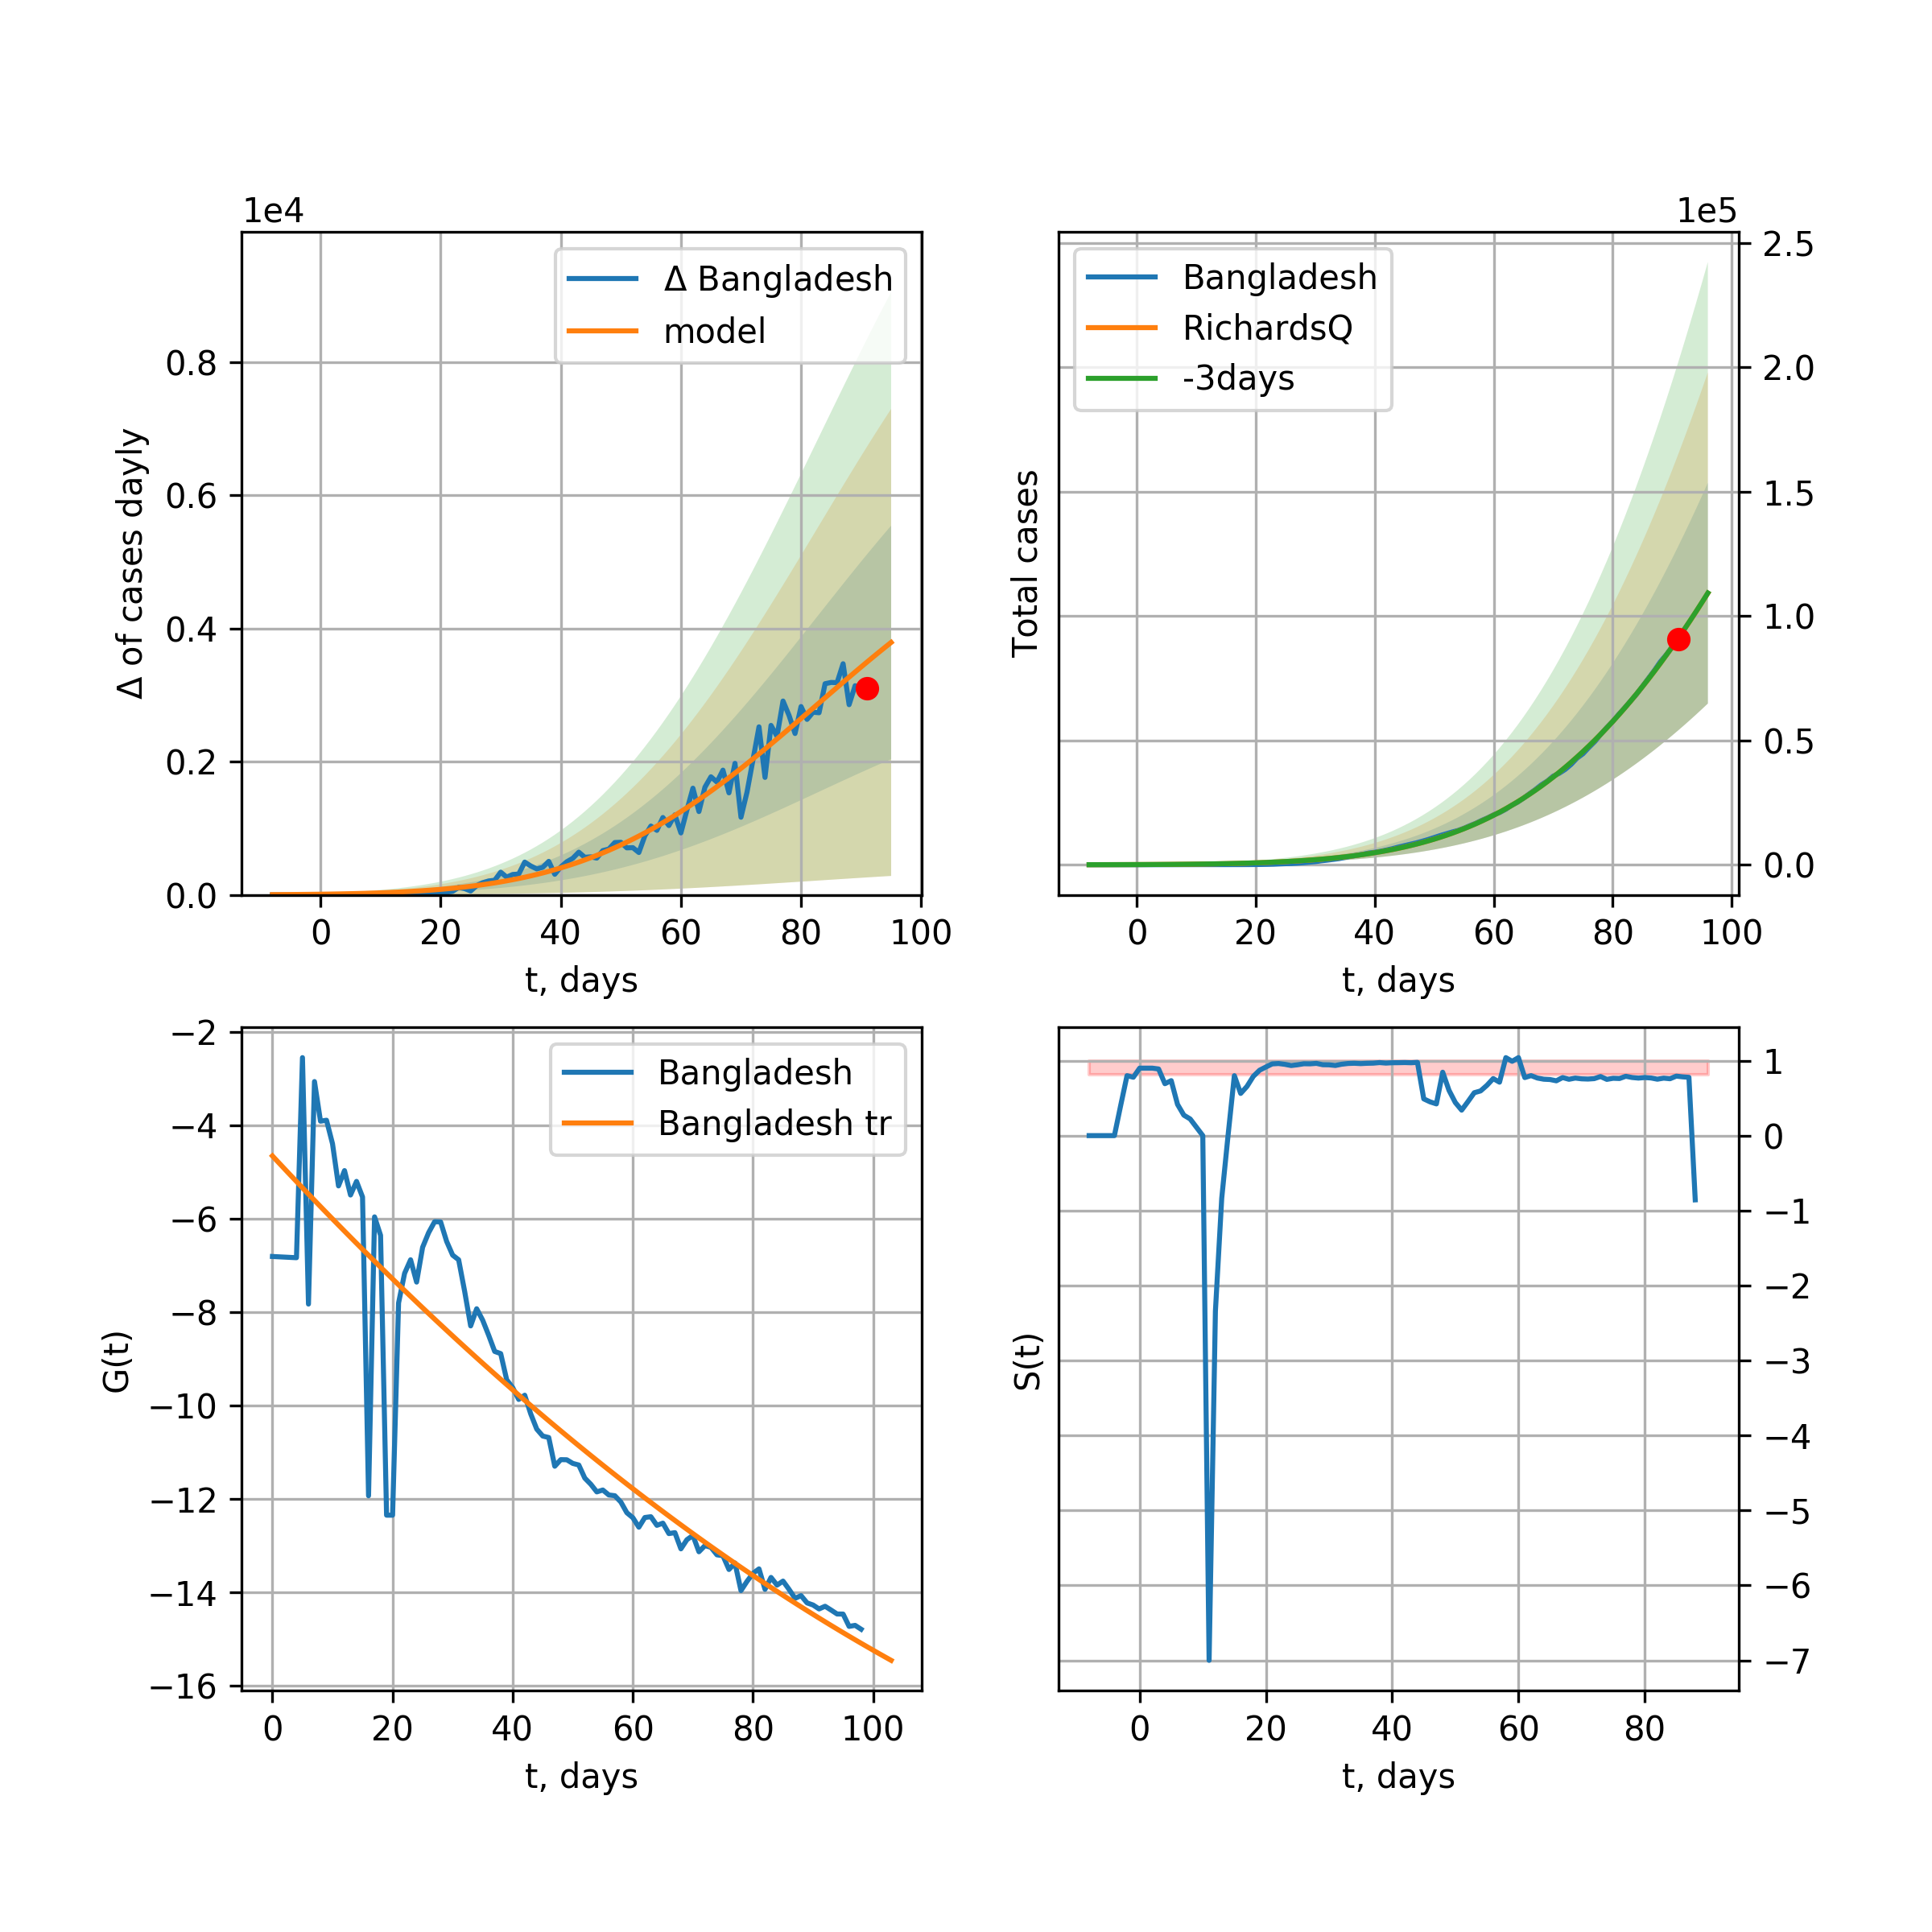 1e4
Δ of cases dayly
0.8
0.6
0.4
0.2
0.0
Δ Bangladesh
model
0 20 40 60 80 100
t, days
1e5
Total cases
Bangladesh
RichardsQ
-3days
2.5
2.0
1.5
1.0
0.5
0.0
0 20 40 60 80 100
t, days
G(t)
−2
−4
−6
−8
−10
−12
−14
−16
Bangladesh
Bangladesh tr
0 20 40 60 80 100
t, days
S(t)
1
0
−1
−2
−3
−4
−5
−6
−7
0 20 40 60 80
t, days